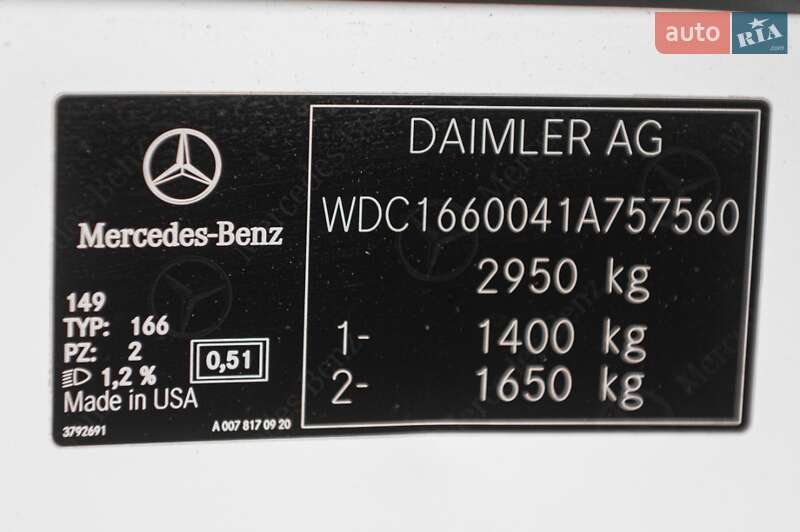 auto RIA .com
Mercedes-Benz
149
TYP: 166
PZ: 2
1,2 %
0,51
Made in USA
3792691
A 007 817 09 20
DAIMLER AG
WDC1660041A757560
2950 kg
1- 1400 kg
2- 1650 kg